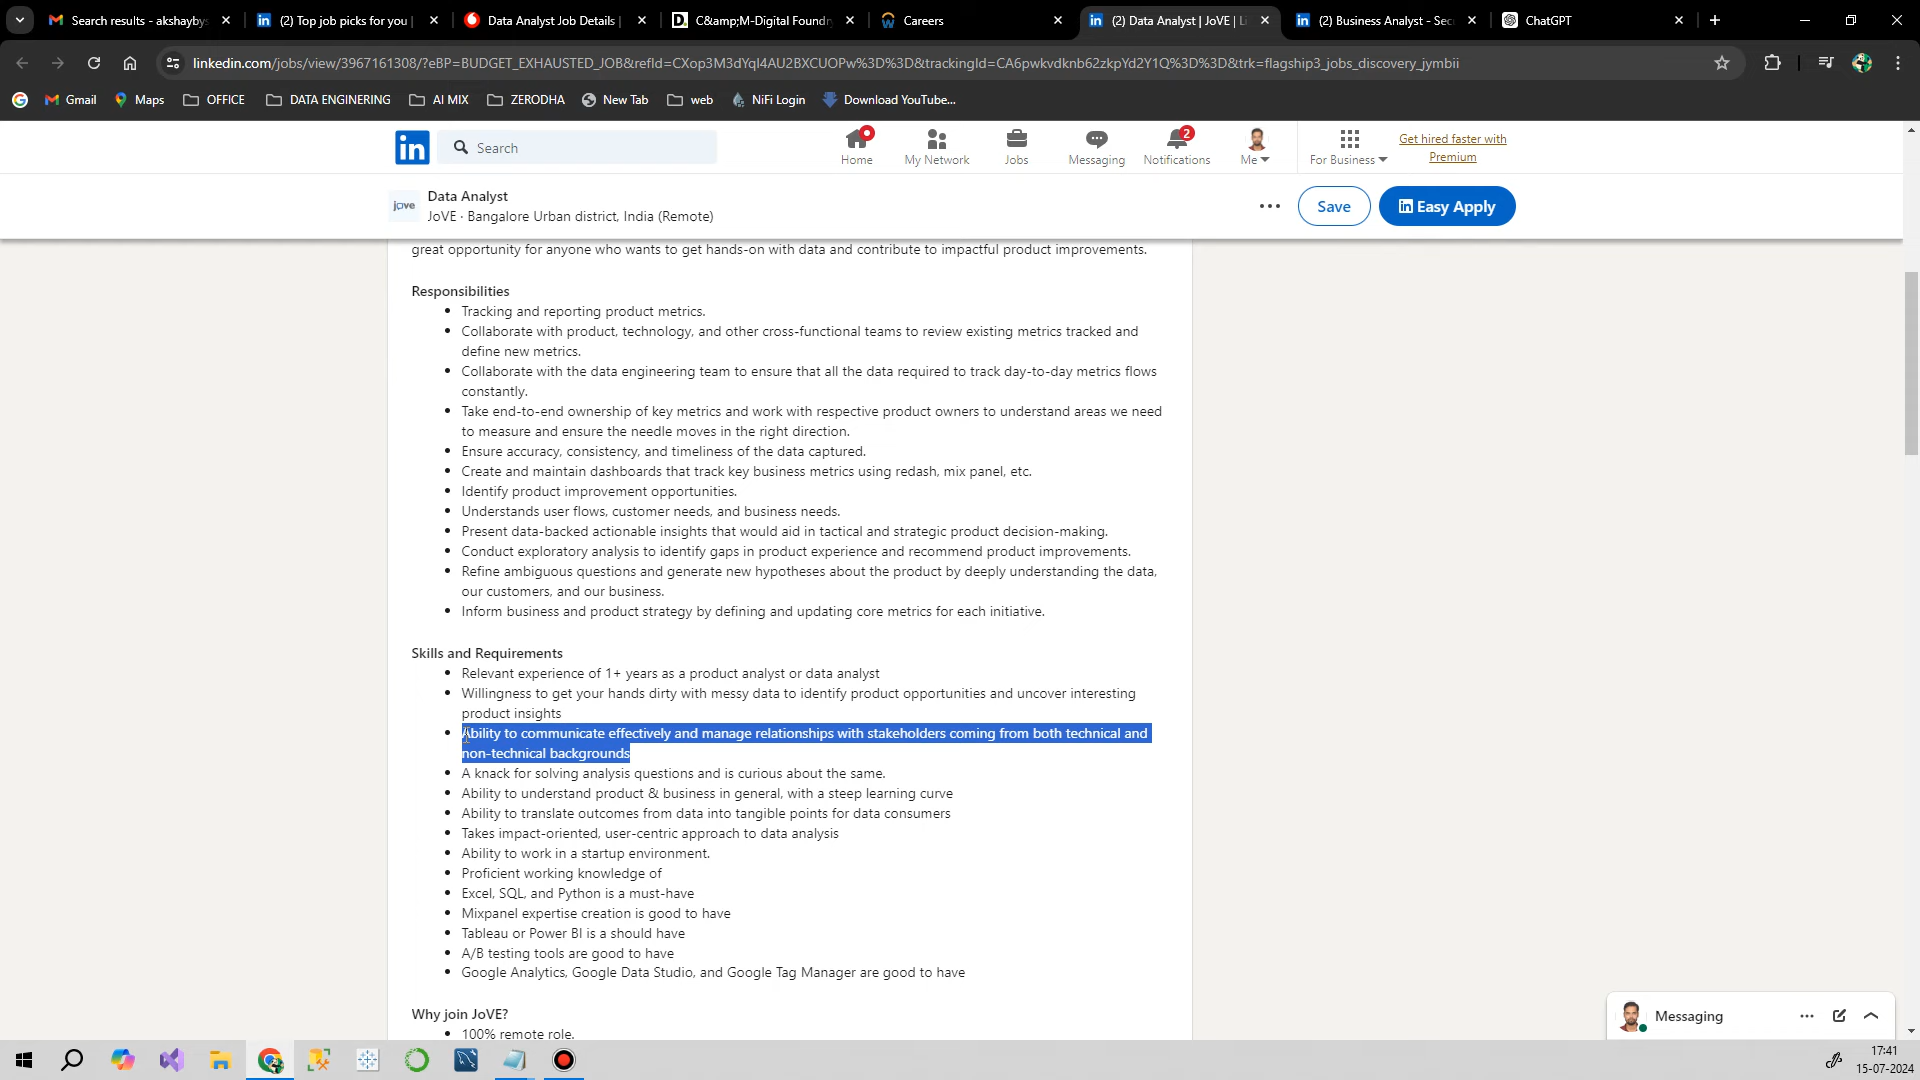 Search results - akshaybys
(2) Top job picks for you |
Data Analyst Job Details |
C&amp;M-Digital Foundr
Careers
(2) Data Analyst | JoVE | Li
(2) Business Analyst - Sec
ChatGPT
linkedin.com/jobs/view/3967161308/?eBP=BUDGET_EXHAUSTED_JOB&refId=CXop3M3dYqI4AU2BXCUOPw%3D%3D&trackingId=CA6pwkvdknb62zkpYd2Y1Q%3D%3D&trk=flagship3_jobs_discovery_jymbii
Gmail
Maps
OFFICE
DATA ENGINERING
AI MIX
ZERODHA
New Tab
web
NiFi Login
Download YouTube...
in
Search
Home
My Network
Jobs
Messaging
2
Notifications
Me
For Business
Get hired faster with
Premium
jove
Data Analyst
JoVE · Bangalore Urban district, India (Remote)
Save
in Easy Apply
great opportunity for anyone who wants to get hands-on with data and contribute to impactful product improvements.
Responsibilities
• Tracking and reporting product metrics.
• Collaborate with product, technology, and other cross-functional teams to review existing metrics tracked and
define new metrics.
• Collaborate with the data engineering team to ensure that all the data required to track day-to-day metrics flows
constantly.
• Take end-to-end ownership of key metrics and work with respective product owners to understand areas we need
to measure and ensure the needle moves in the right direction.
• Ensure accuracy, consistency, and timeliness of the data captured.
• Create and maintain dashboards that track key business metrics using redash, mix panel, etc.
• Identify product improvement opportunities.
• Understands user flows, customer needs, and business needs.
• Present data-backed actionable insights that would aid in tactical and strategic product decision-making.
• Conduct exploratory analysis to identify gaps in product experience and recommend product improvements.
• Refine ambiguous questions and generate new hypotheses about the product by deeply understanding the data,
our customers, and our business.
• Inform business and product strategy by defining and updating core metrics for each initiative.
Skills and Requirements
• Relevant experience of 1+ years as a product analyst or data analyst
• Willingness to get your hands dirty with messy data to identify product opportunities and uncover interesting
product insights
• Ability to communicate effectively and manage relationships with stakeholders coming from both technical and
non-technical backgrounds
• A knack for solving analysis questions and is curious about the same.
• Ability to understand product & business in general, with a steep learning curve
• Ability to translate outcomes from data into tangible points for data consumers
• Takes impact-oriented, user-centric approach to data analysis
• Ability to work in a startup environment.
• Proficient working knowledge of
• Excel, SQL, and Python is a must-have
• Mixpanel expertise creation is good to have
• Tableau or Power BI is a should have
• A/B testing tools are good to have
• Google Analytics, Google Data Studio, and Google Tag Manager are good to have
Why join JoVE?
• 100% remote role.
Messaging
17:41
15-07-2024